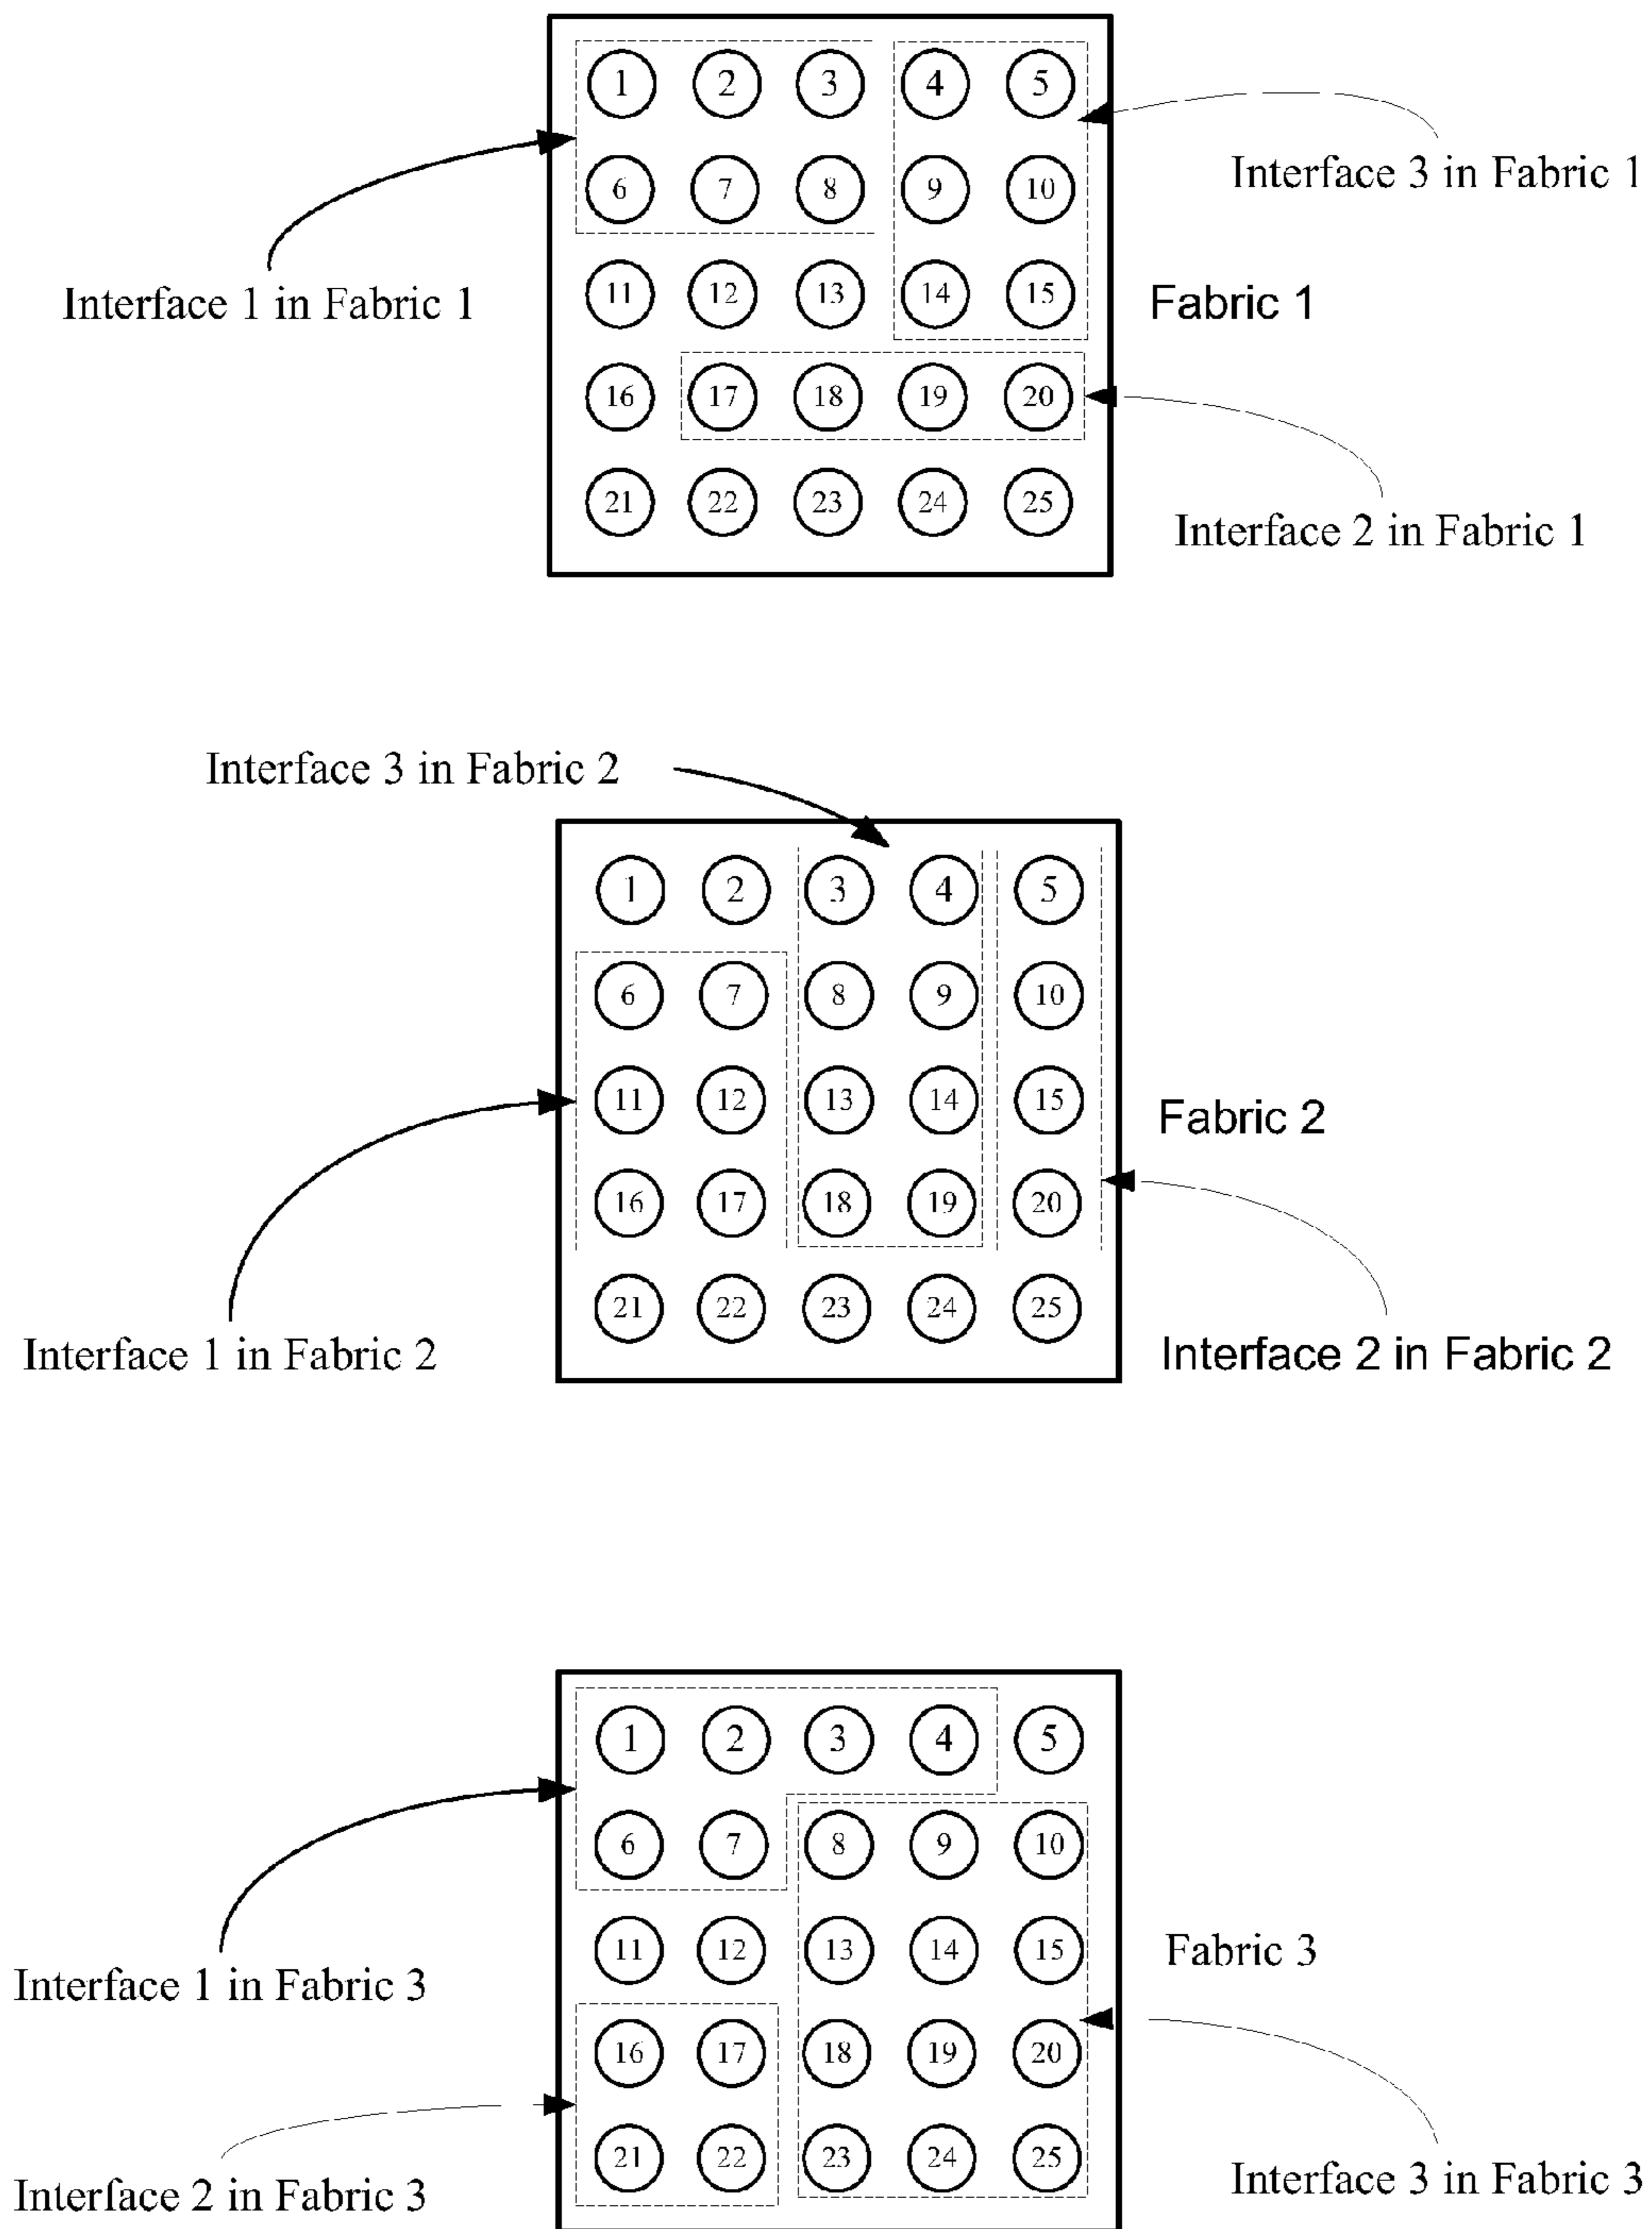 1 2 3 4 5
Interface 3 in Fabric 1
6 7 8 9 10
Interface 1 in Fabric 1
11 12 13 14 15
Fabric 1
16 17 18 19 20
21 22 23 24 25
Interface 2 in Fabric 1
Interface 3 in Fabric 2
1 2 3 4 5
6 7 8 9 10
11 12 13 14 15
Fabric 2
16 17 18 19 20
21 22 23 24 25
Interface 1 in Fabric 2
Interface 2 in Fabric 2
1 2 3 4 5
6 7 8 9 10
11 12 13 14 15
Fabric 3
Interface 1 in Fabric 3
16 17 18 19 20
21 22 23 24 25
Interface 2 in Fabric 3
Interface 3 in Fabric 3